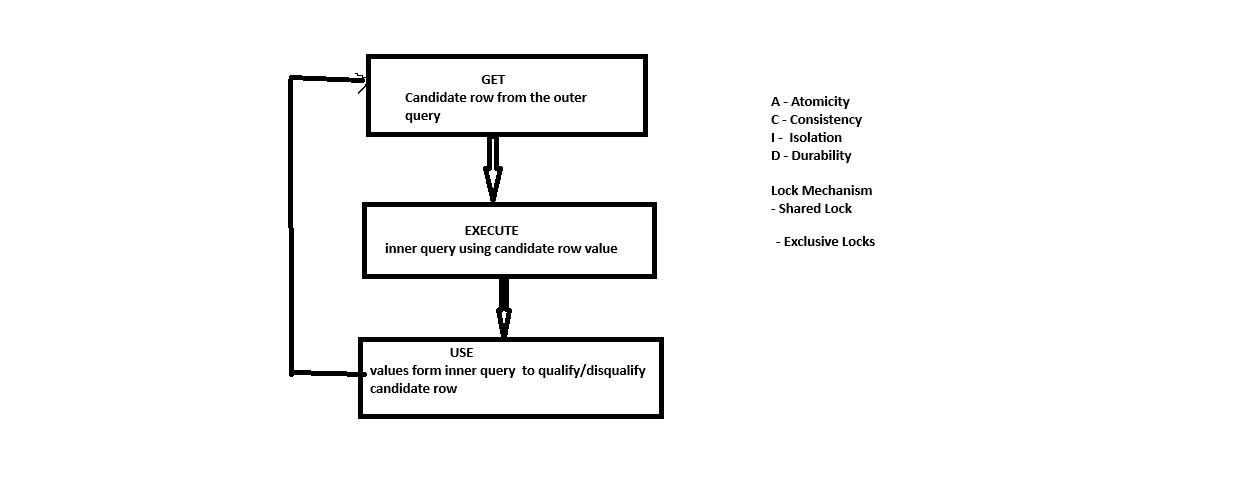 GET
Candidate row from the outer
query
EXECUTE
inner query using candidate row value
USE
values form inner query to qualify/disqualify
candidate row
A - Atomicity
C - Consistency
I - Isolation
D - Durability
Lock Mechanism
- Shared Lock
- Exclusive Locks